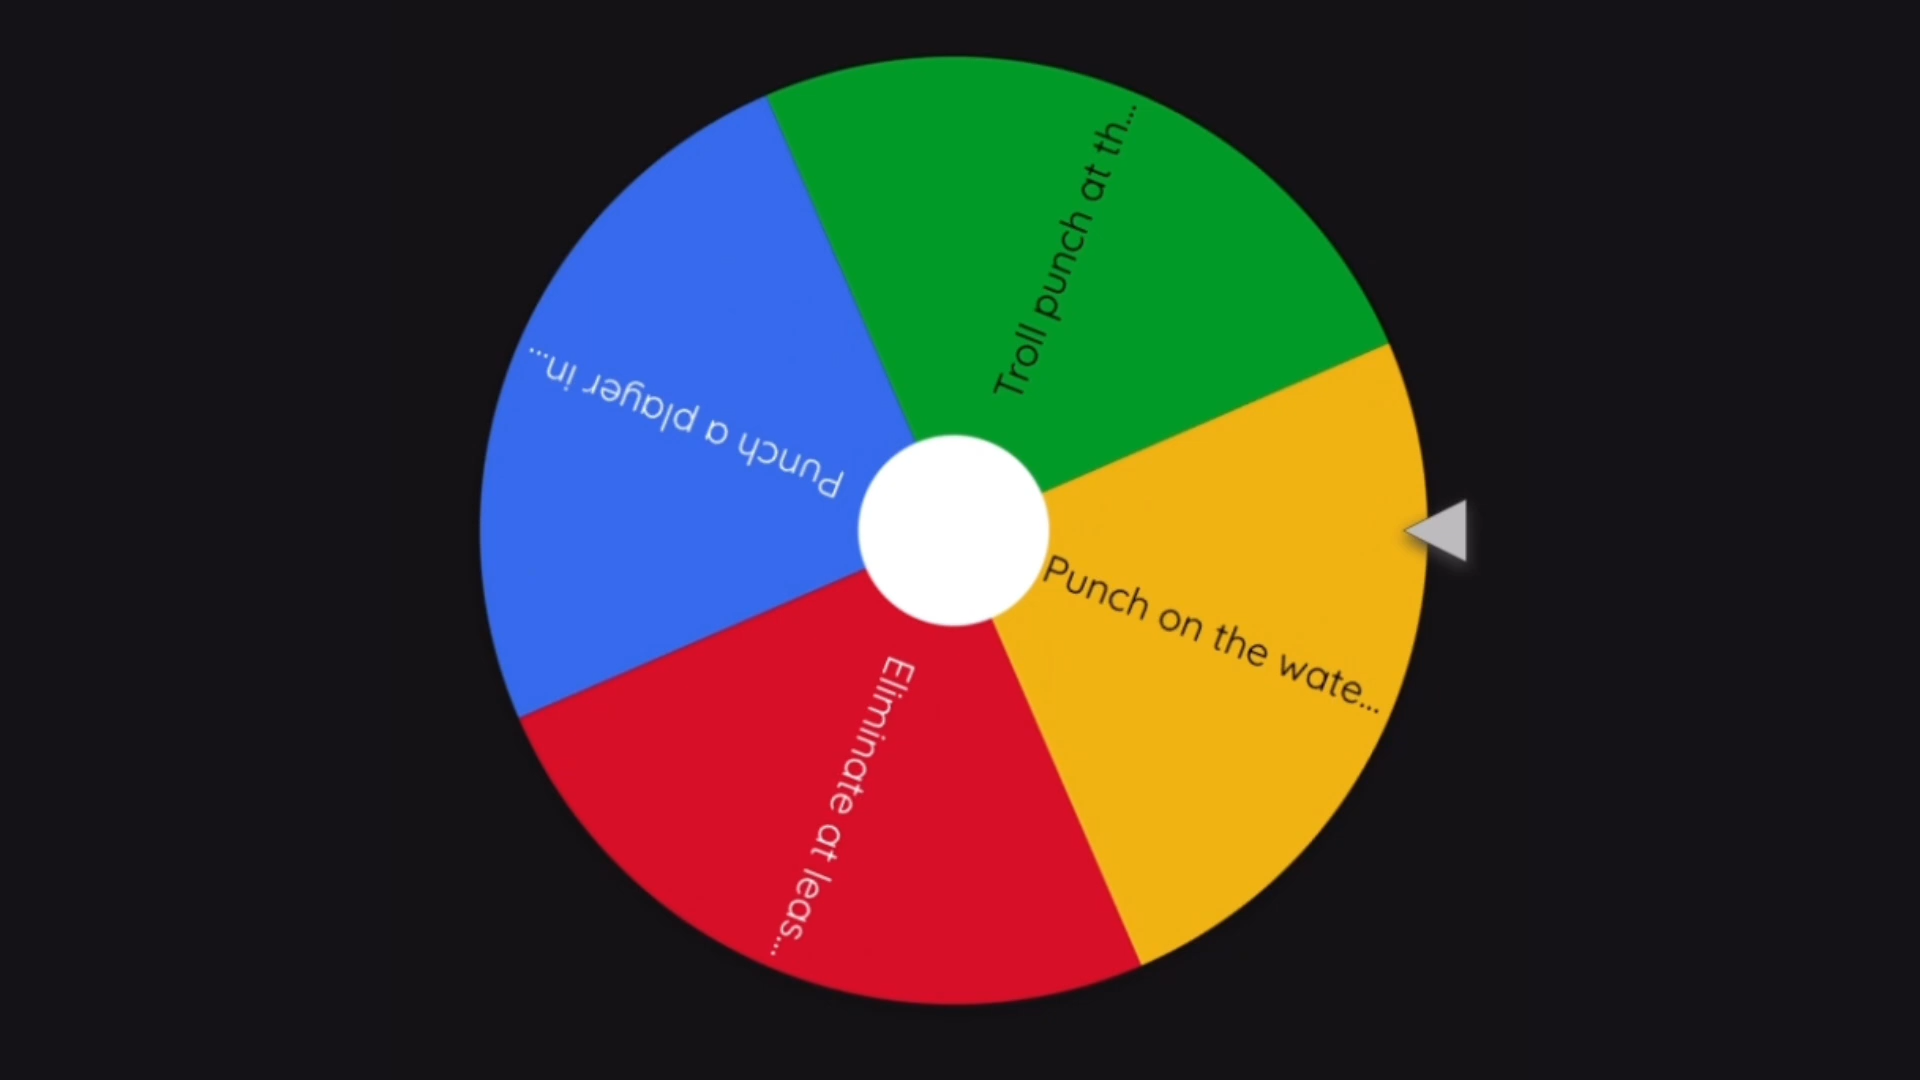 Troll punch at th...
Punch a player in...
Punch on the wate...
Eliminate at leas...